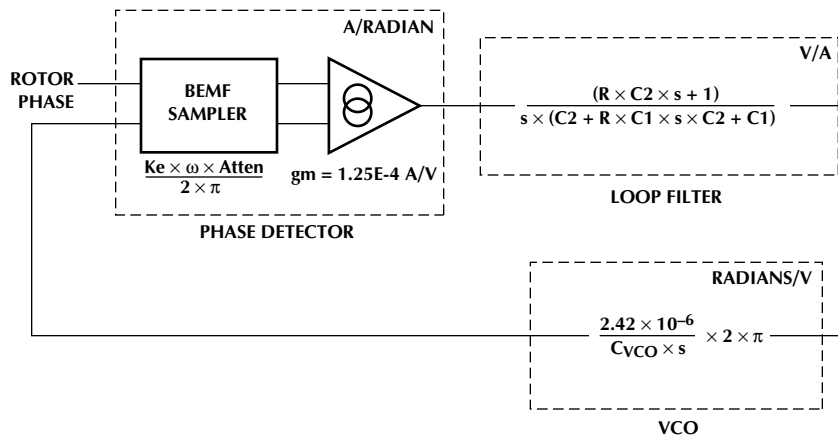 A/RADIAN
V/A
ROTOR
PHASE
BEMF
SAMPLER
(R × C2 × s + 1)
s × (C2 + R × C1 × s × C2 + C1)
Ke × ω × Atten
2 × π
gm = 1.25E-4 A/V
LOOP FILTER
PHASE DETECTOR
RADIANS/V
2.42 × 10–6
CVCO × s
× 2 × π
VCO